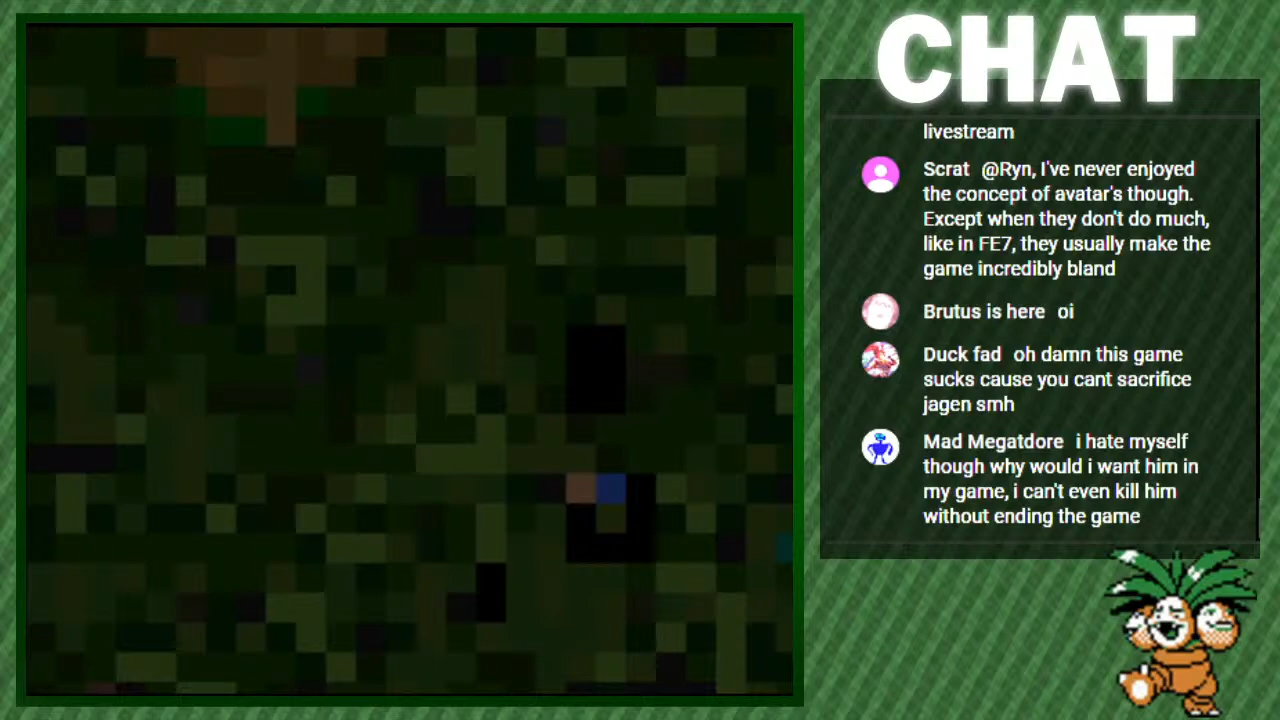 CHAT
livestream
Scrat @Ryn, I've never enjoyed
the concept of avatar's though.
Except when they don't do much,
like in FE7, they usually make the
game incredibly bland
Brutus is here oi
Duck fad oh damn this game
sucks cause you cant sacrifice
jagen smh
Mad Megatdore i hate myself
though why would i want him in
my game, i can't even kill him
without ending the game